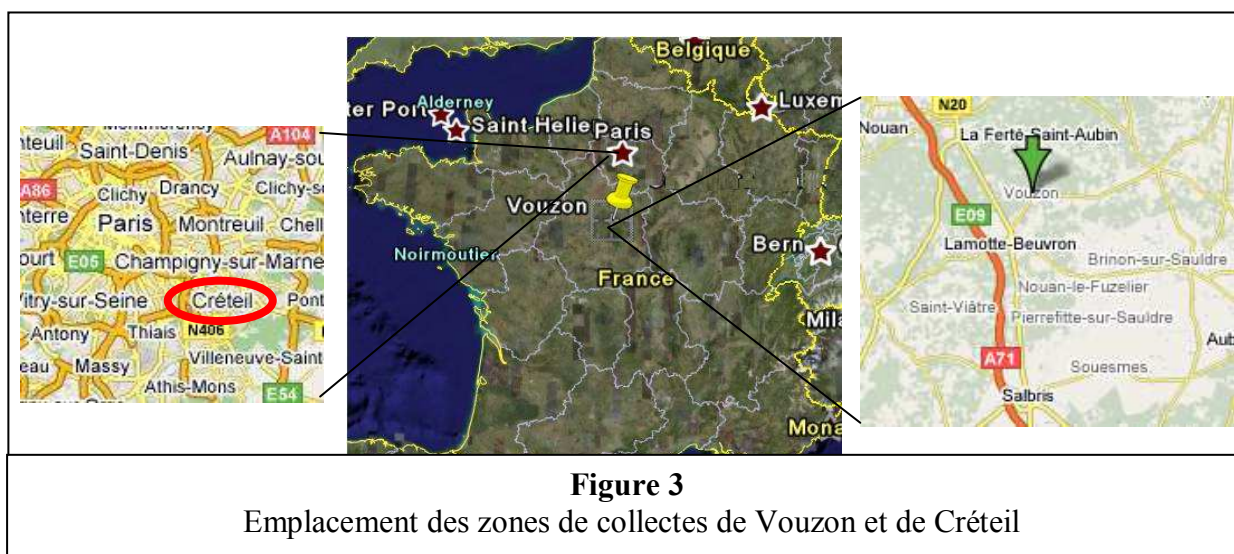 A104
nteuil
Saint-Denis
Aulnay-sou
A86
Clichy
Drancy
Clichy-s
nterre
Paris
Montreuil
Chell
ourt
E05
Champigny-sur-Marne
itry-sur-Seine
Créteil
Pont
Antony
Thiais
N406
Villeneuve-Saint
eau
Massy
Athis-Mons
E54
Belgique
ter Port
Alderney
Saint Helier
Paris
Luxem
Vouzon
Noirmoutier
Bern
France
Mila
Mona
N20
Nouan
La Ferté-Saint-Aubin
Vouzon
E09
Lamotte-Beuvron
Brinon-sur-Sauldre
Nouan-le-Fuzelier
Saint-Viâtre
Pierrefitte-sur-Sauldre
Aub
A71
Souesmes
Salbris
Figure 3
Emplacement des zones de collectes de Vouzon et de Créteil